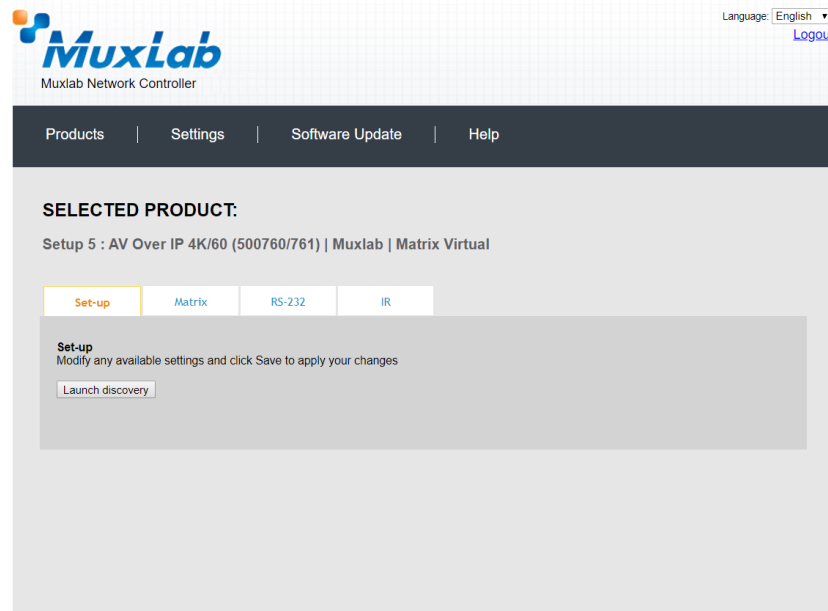 Language: English
MuxLab
Muxlab Network Controller
Products | Settings | Software Update | Help
SELECTED PRODUCT:
Setup 5 : AV Over IP 4K/60 (500760/761) | Muxlab | Matrix Virtual
Set-up Matrix RS-232 IR
Set-up
Modify any available settings and click Save to apply your changes
Launch discovery